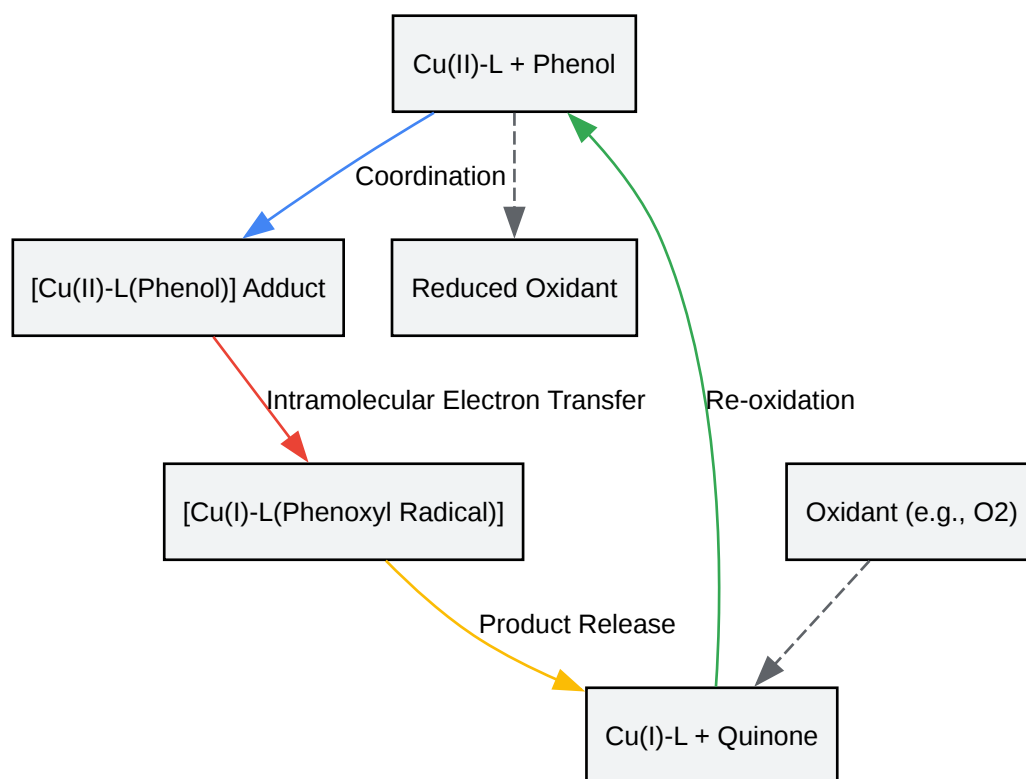 Cu(II)-L + Phenol
Coordination
[Cu(II)-L(Phenol)] Adduct
Reduced Oxidant
Intramolecular Electron Transfer
Re-oxidation
[Cu(I)-L(Phenoxyl Radical)]
Oxidant (e.g., O2)
Product Release
Cu(I)-L + Quinone